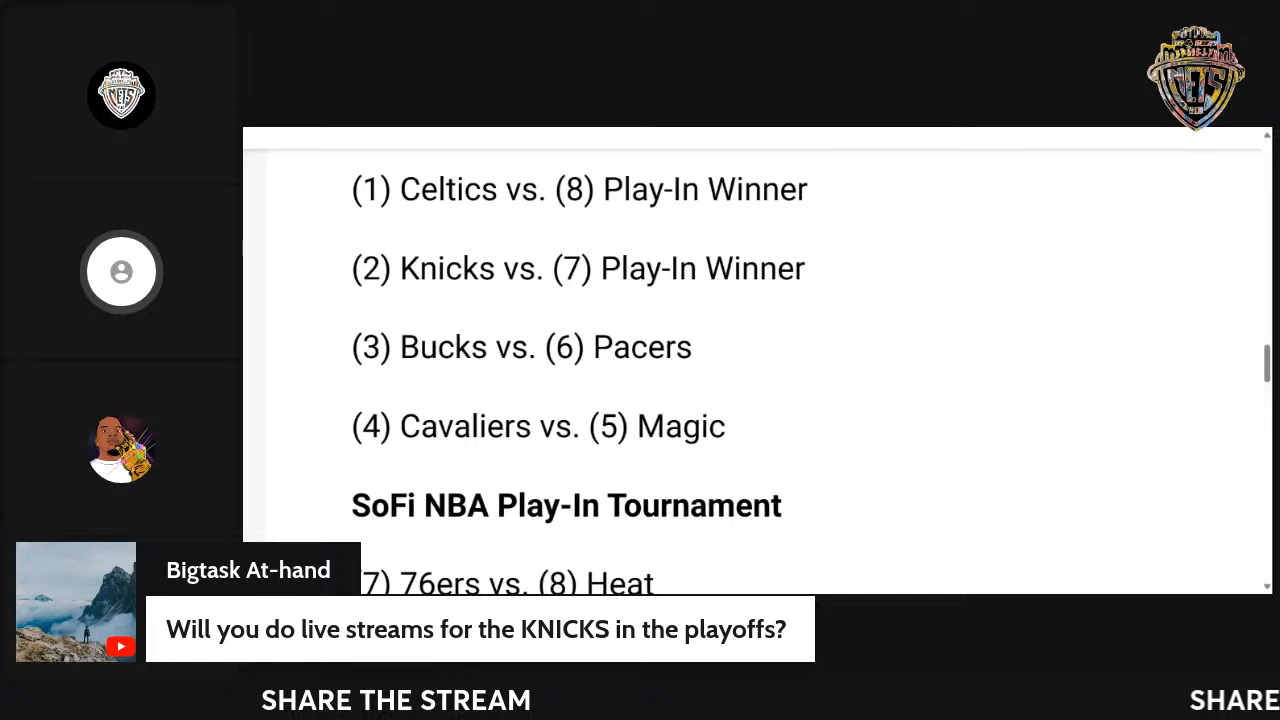 (1) Celtics vs. (8) Play-In Winner
(2) Knicks vs. (7) Play-In Winner
(3) Bucks vs. (6) Pacers
(4) Cavaliers vs. (5) Magic
SoFi NBA Play-In Tournament
7) 76ers vs. (8) Heat
Bigtask At-hand
Will you do live streams for the KNICKS in the playoffs?
SHARE THE STREAM
SHARE